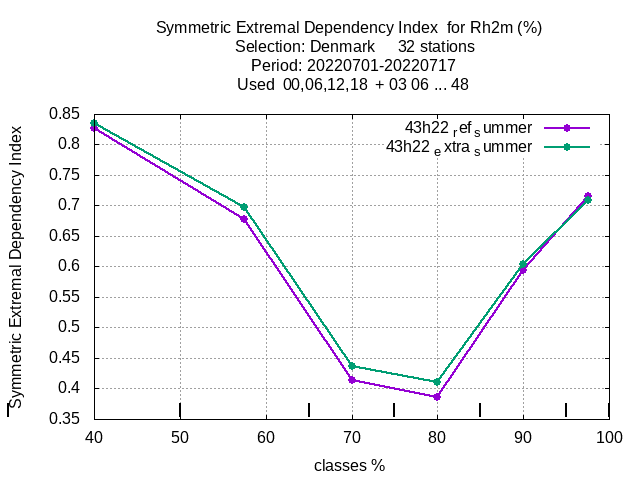 Symmetric Extremal Dependency Index  for Rh2m (%)
Selection: Denmark     32 stations
Period: 20220701-20220717
Used  00,06,12,18  + 03 06 ... 48
43h22 ref summer
43h22 extra summer
Symmetric Extremal Dependency Index
0.85
0.8
0.75
0.7
0.65
0.6
0.55
0.5
0.45
0.4
0.35
40 50 60 70 80 90 100
classes %